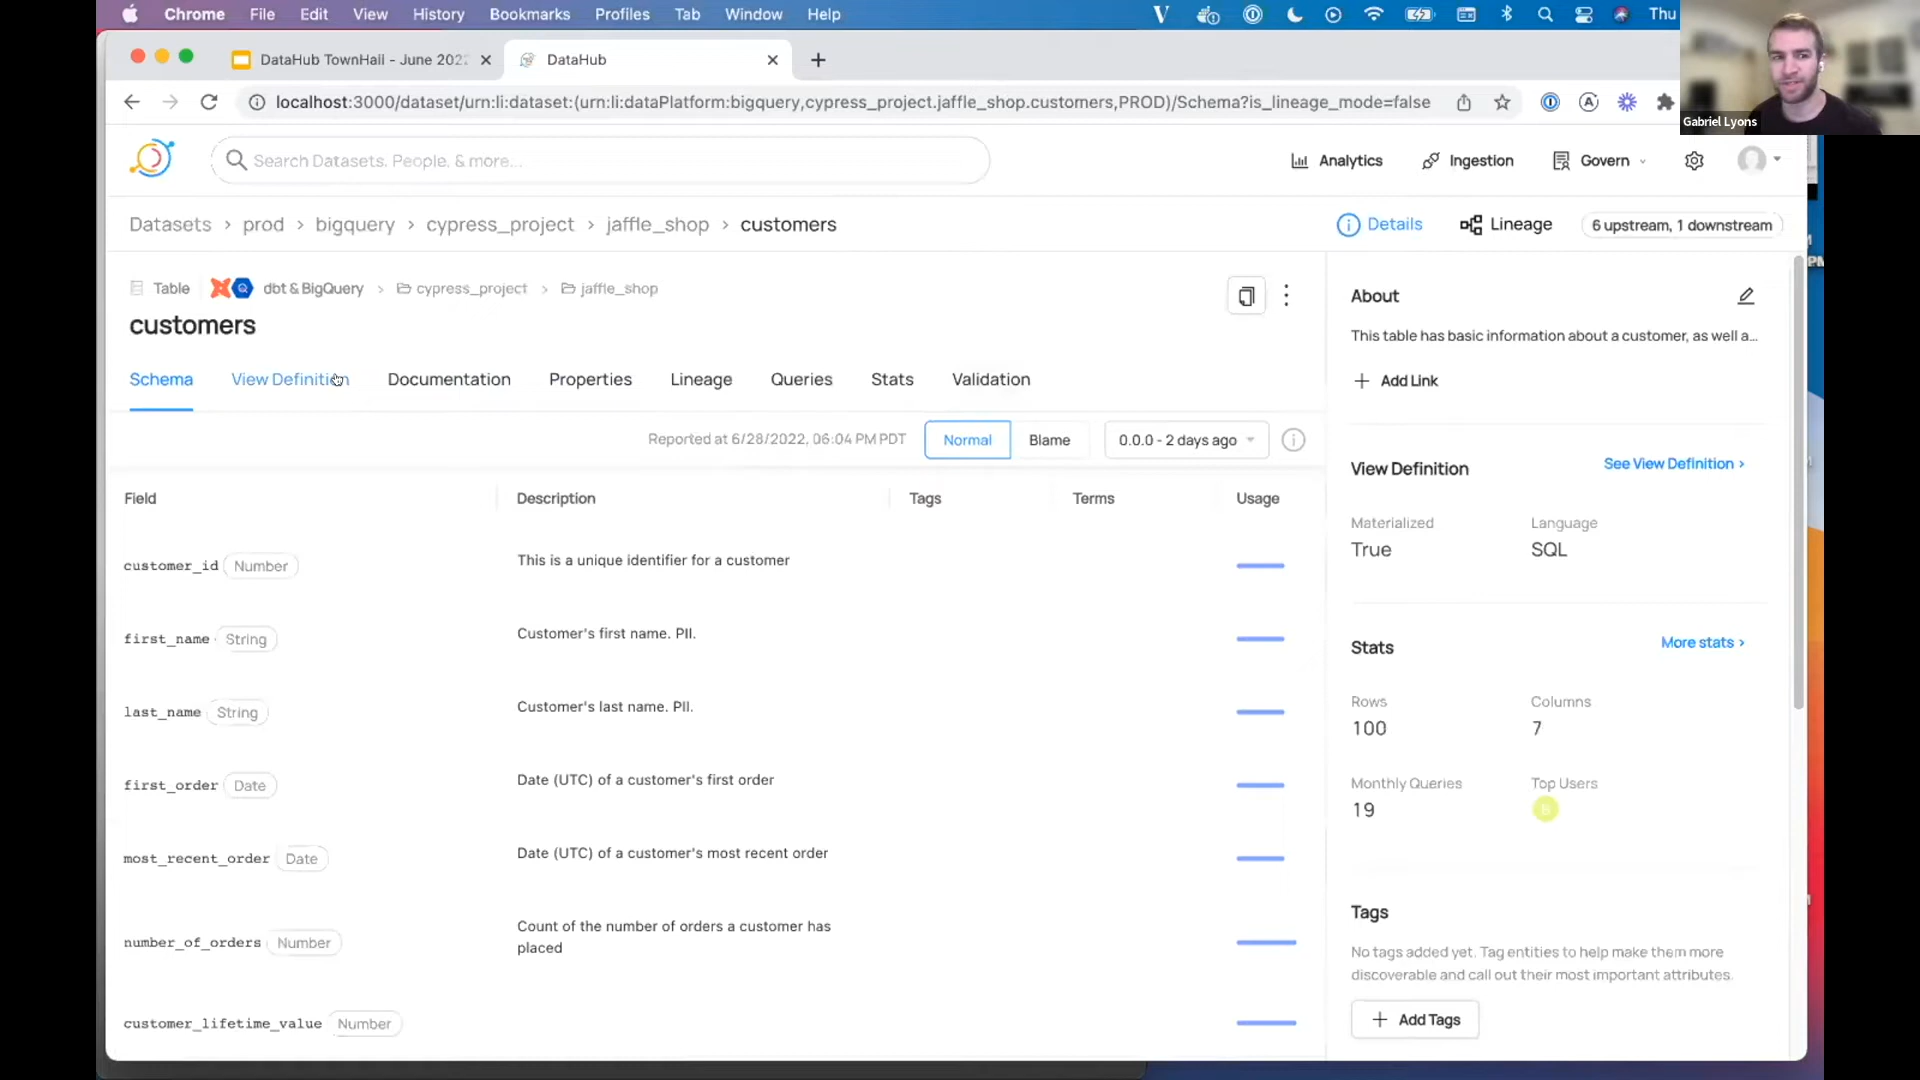 Chrome File Edit View History Bookmarks Profiles Tab Window Help
Thu
DataHub TownHall - June 202
DataHub
localhost:3000/dataset/urn:li:dataset:(urn:li:dataPlatform:bigquery,cypress_project.jaffle_shop.customers,PROD)/Schema?is_lineage_mode=false
Gabriel Lyons
Search Datasets, People, & more...
Analytics
Ingestion
Govern
Datasets > prod > bigquery > cypress_project > jaffle_shop > customers
Details
Lineage
6 upstream, 1 downstream
Table
dbt & BigQuery > cypress_project > jaffle_shop
customers
Schema View Definition Documentation Properties Lineage Queries Stats Validation
Reported at 6/28/2022, 06:04 PM PDT
Normal
Blame
0.0.0 - 2 days ago
Field Description Tags Terms Usage
customer_id Number This is a unique identifier for a customer
first_name String Customer's first name. PII.
last_name String Customer's last name. PII.
first_order Date Date (UTC) of a customer's first order
most_recent_order Date Date (UTC) of a customer's most recent order
number_of_orders Number Count of the number of orders a customer has
placed
customer_lifetime_value Number
About
This table has basic information about a customer, as well a...
+ Add Link
View Definition
See View Definition >
Materialized Language
True SQL
Stats
More stats >
Rows Columns
100 7
Monthly Queries Top Users
19
Tags
No tags added yet. Tag entities to help make them more
discoverable and call out their most important attributes.
+ Add Tags